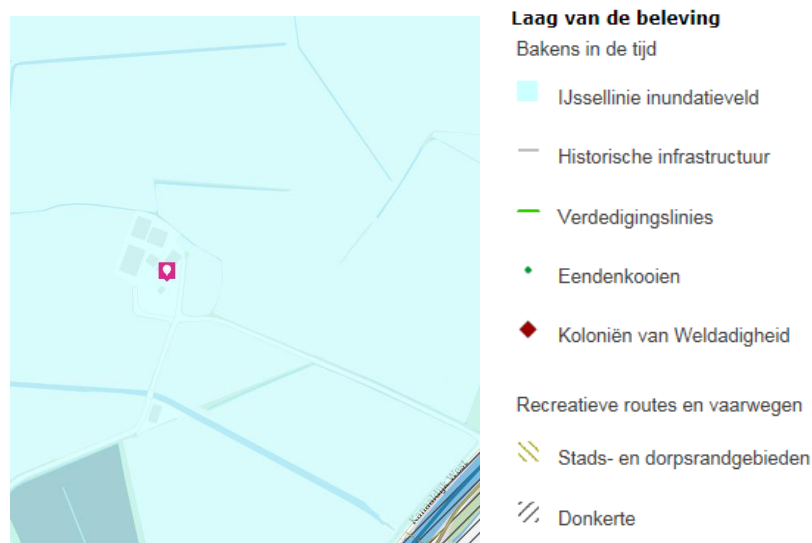 Laag van de beleving
Bakens in de tijd
IJssellinie inundatieveld
Historische infrastructuur
Verdedigingslinies
Eendenkooien
Koloniën van Weldadigheid
Recreatieve routes en vaarwegen
Stads- en dorpsrandgebieden
Donkerte